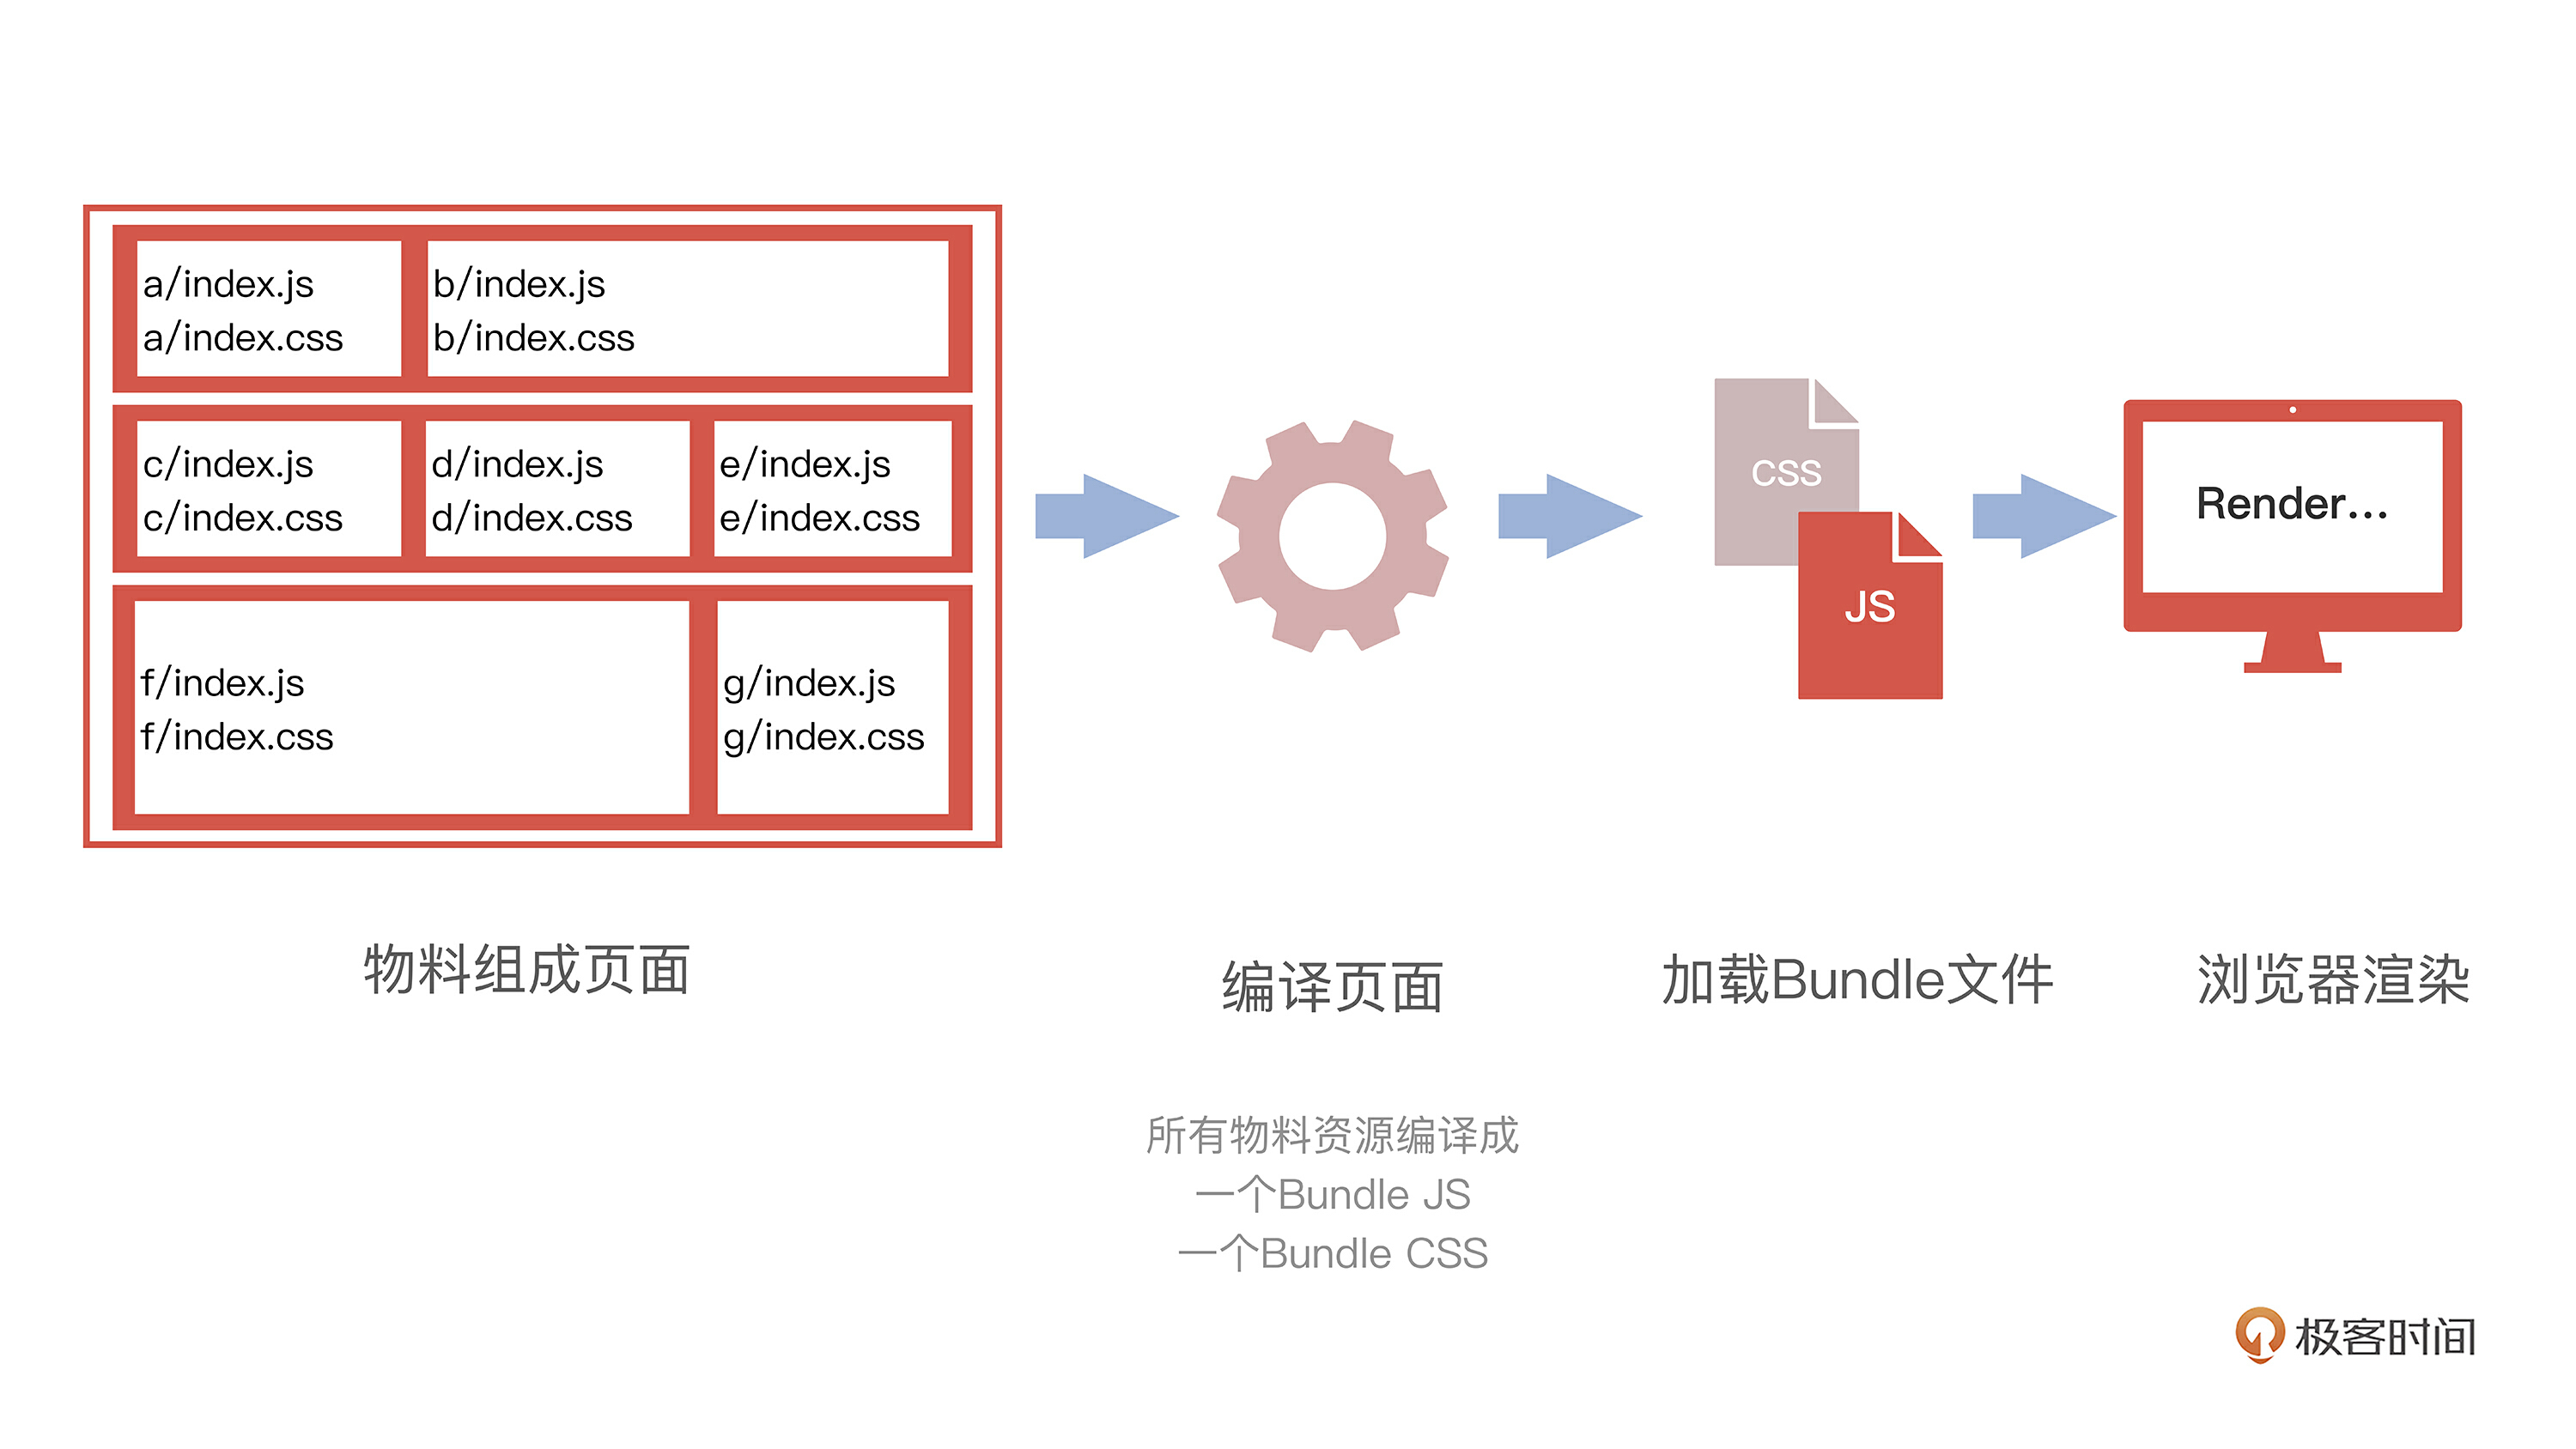 a/index.js
a/index.css
b/index.js
b/index.css
c/index.js
c/index.css
d/index.js
d/index.css
e/index.js
e/index.css
f/index.js
f/index.css
g/index.js
g/index.css
CSS
JS
Render...
物料组成页面
编译页面
加载Bundle文件
浏览器渲染
所有物料资源编译成
一个Bundle JS
一个Bundle CSS
极客时间